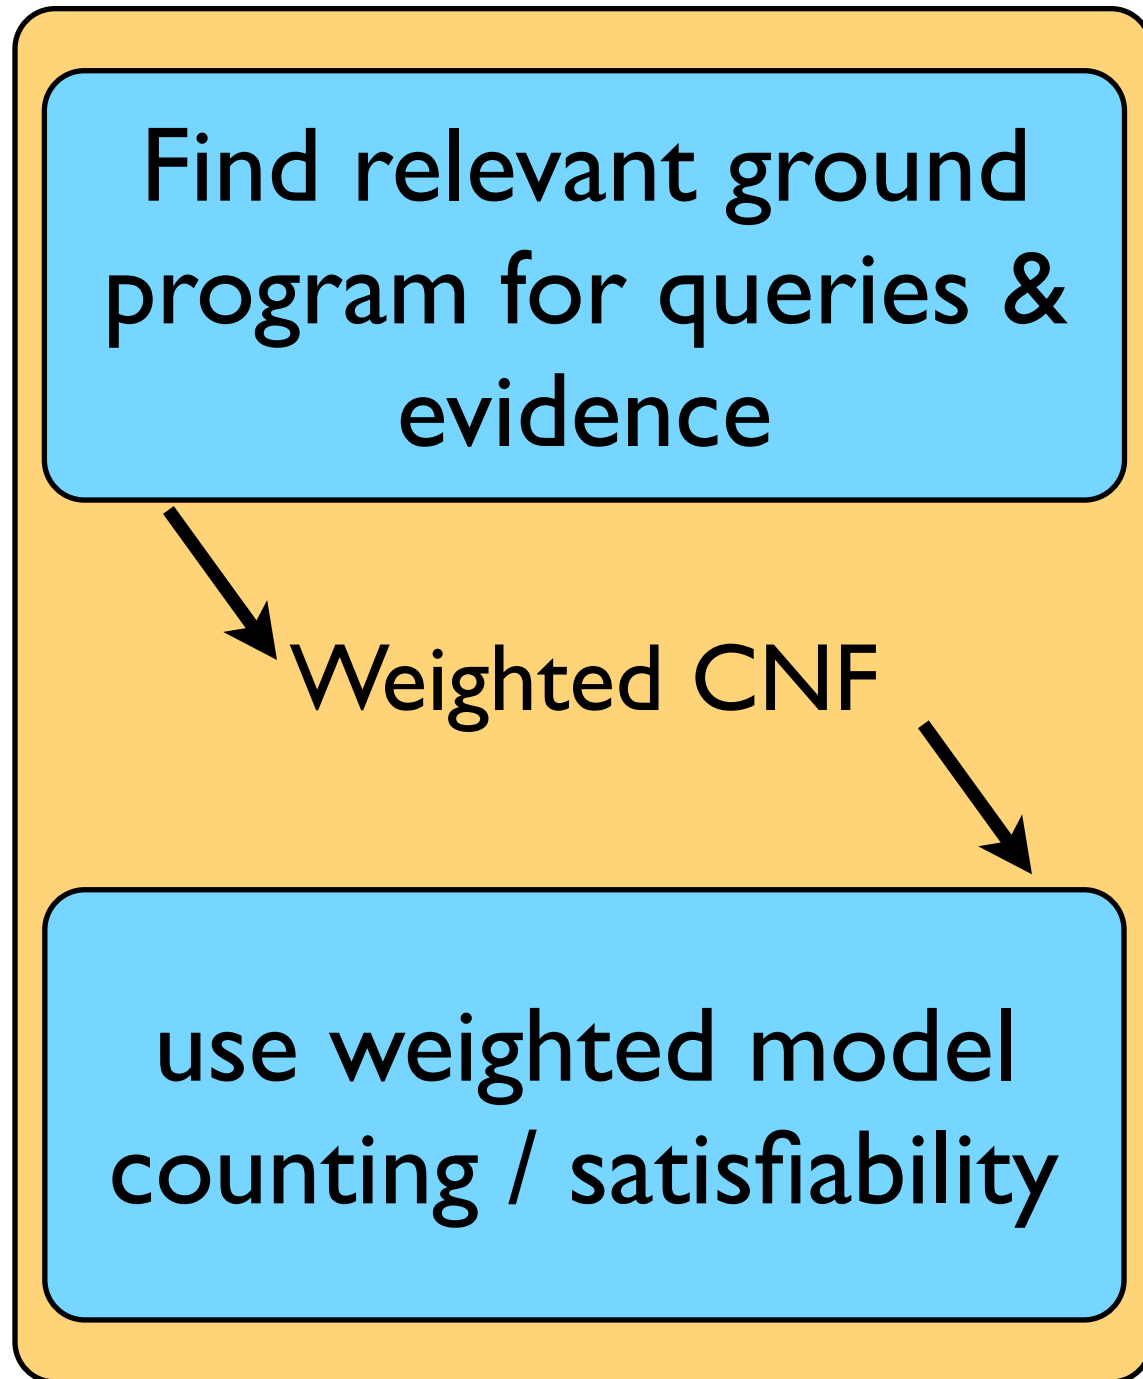 Find relevant ground
program for queries &
evidence
Weighted CNF
use weighted model
counting / satisfiability